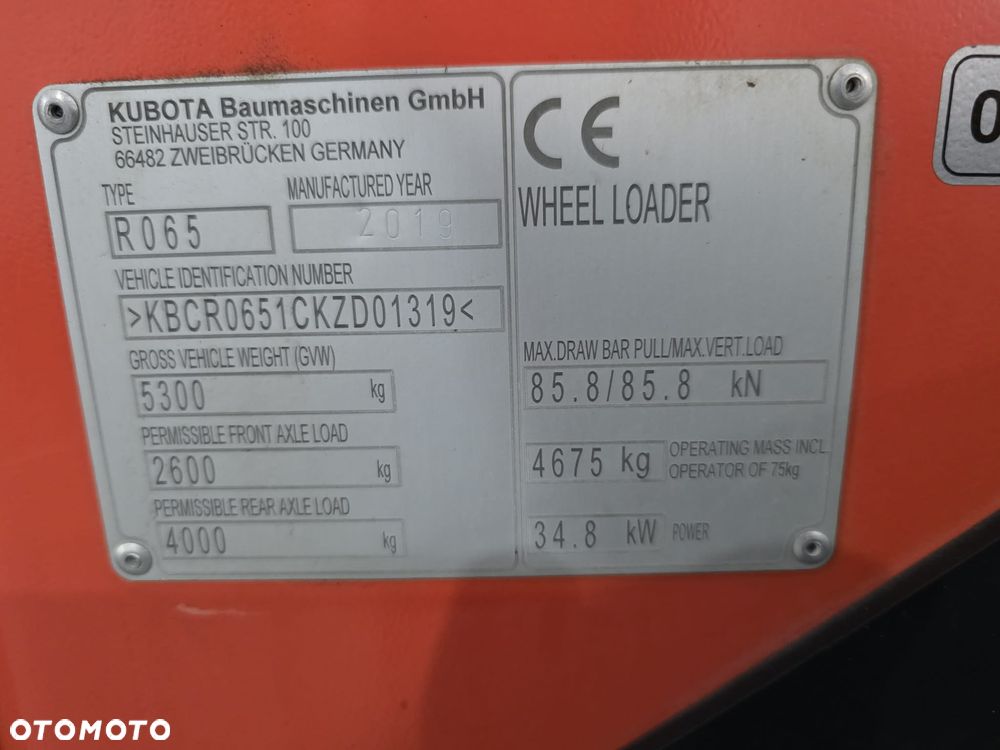 KUBOTA Baumaschinen GmbH
STEINHAUSER STR. 100
66482 ZWEIBRÜCKEN GERMANY
TYPE
R065
MANUFACTURED YEAR
2019
VEHICLE IDENTIFICATION NUMBER
>KBCR0651CKZD01319<
GROSS VEHICLE WEIGHT (GVW)
5300 kg
PERMISSIBLE FRONT AXLE LOAD
2600 kg
PERMISSIBLE REAR AXLE LOAD
4000 kg
CE
WHEEL LOADER
MAX.DRAW BAR PULL/MAX.VERT.LOAD
85.8/85.8 kN
4675 kg OPERATING MASS INCL.
OPERATOR OF 75kg
34.8 kW POWER
0
OTOMOTO